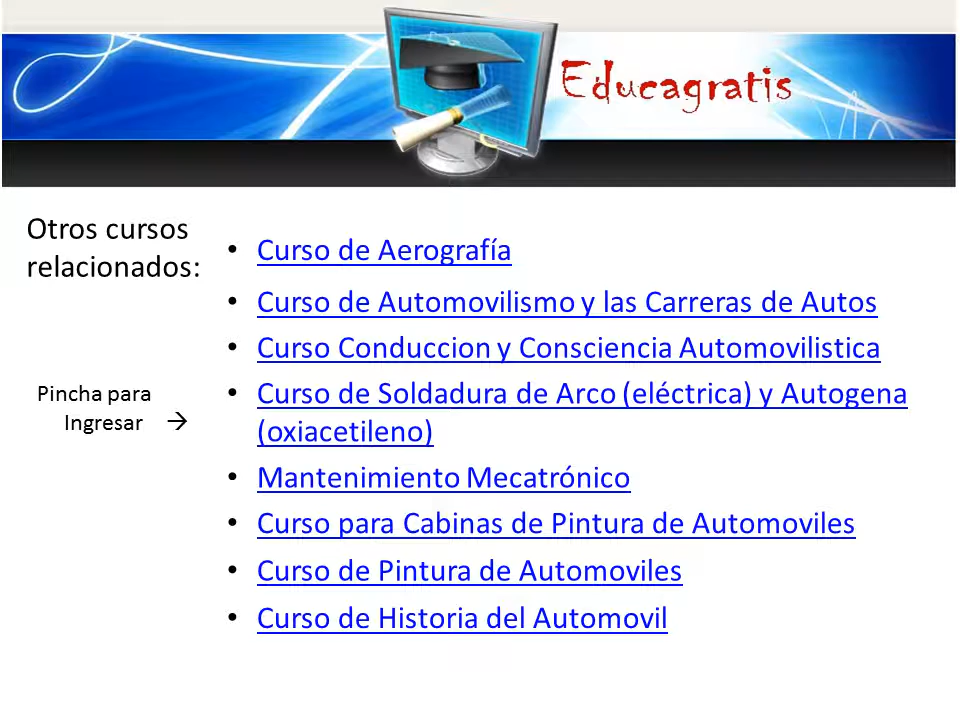 Educagratis
Otros cursos
relacionados:
• Curso de Aerografía
• Curso de Automovilismo y las Carreras de Autos
• Curso Conduccion y Consciencia Automovilistica
Pincha para
Ingresar →
• Curso de Soldadura de Arco (eléctrica) y Autogena
(oxiacetileno)
• Mantenimiento Mecatrónico
• Curso para Cabinas de Pintura de Automoviles
• Curso de Pintura de Automoviles
• Curso de Historia del Automovil